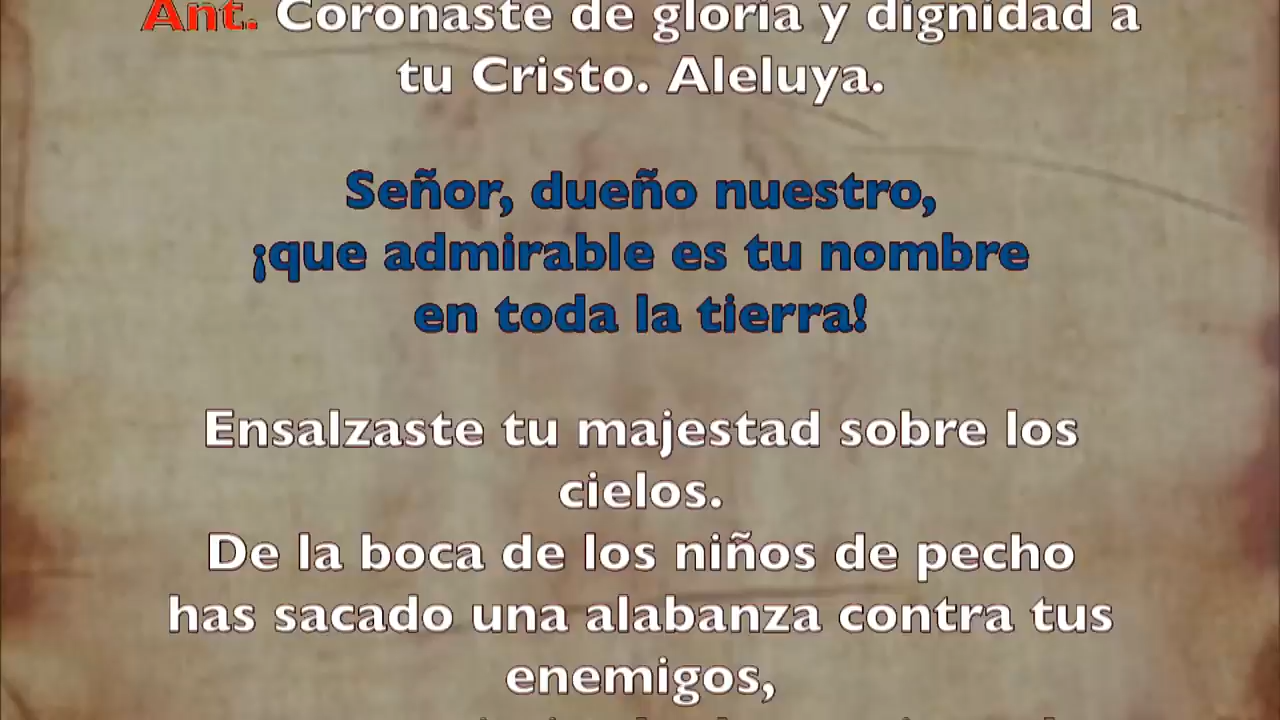 Ant. Coronaste de gloria y dignidad a
tu Cristo. Aleluya.
Señor, dueño nuestro,
¡que admirable es tu nombre
en toda la tierra!
Ensalzaste tu majestad sobre los
cielos.
De la boca de los niños de pecho
has sacado una alabanza contra tus
enemigos,